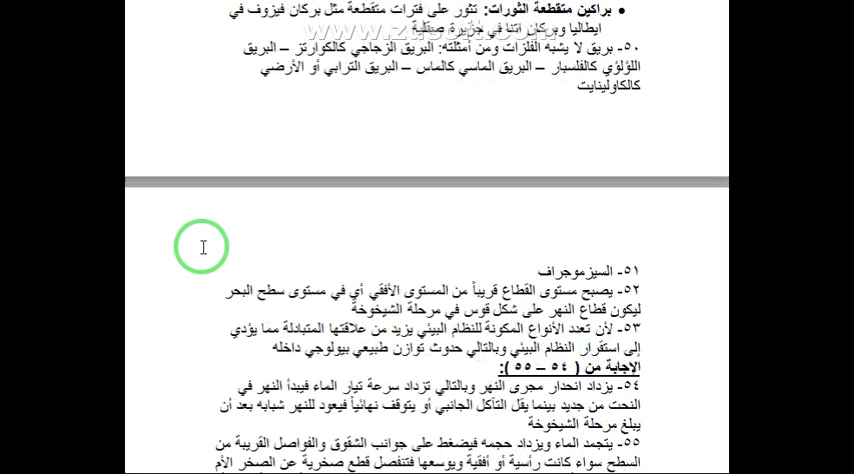 • براكين متقطعة الثورات: تثور على فترات متقطعة مثل بركان فيزوف في
ايطاليا وبركان اتنا في جزيرة صقلية
٥٠- بريق لا يشبه الفلزات ومن أمثلته: البريق الزجاجي كالكوارتز – البريق
اللؤلؤي كالفلسبار – البريق الماسي كالماس – البريق الترابي أو الأرضي
كالكاولينايت
٥١- السيزموجراف
٥٢- يصبح مستوى القطاع قريباً من المستوى الأفقي أي في مستوى سطح البحر
ليكون قطاع النهر على شكل قوس في مرحلة الشيخوخة
٥٣- لأن تعدد الأنواع المكونة للنظام البيئي يزيد من علاقتها المتبادلة مما يؤدي
إلى استقرار النظام البيئي وبالتالي حدوث توازن طبيعي بيولوجي داخله
الإجابة من ( ٥٤ – ٥٥ ):
٥٤- يزداد انحدار مجرى النهر وبالتالي تزداد سرعة تيار الماء فيبدأ النهر في
النحت من جديد بينما يقل التآكل الجانبي أو يتوقف نهائياً فيعود للنهر شبابه بعد أن
يبلغ مرحلة الشيخوخة
٥٥- يتجمد الماء ويزداد حجمه فيضغط على جوانب الشقوق والفواصل القريبة من
السطح سواء كانت رأسية أو أفقية ويوسعها فتنفصل قطع صخرية عن الصخر الأم